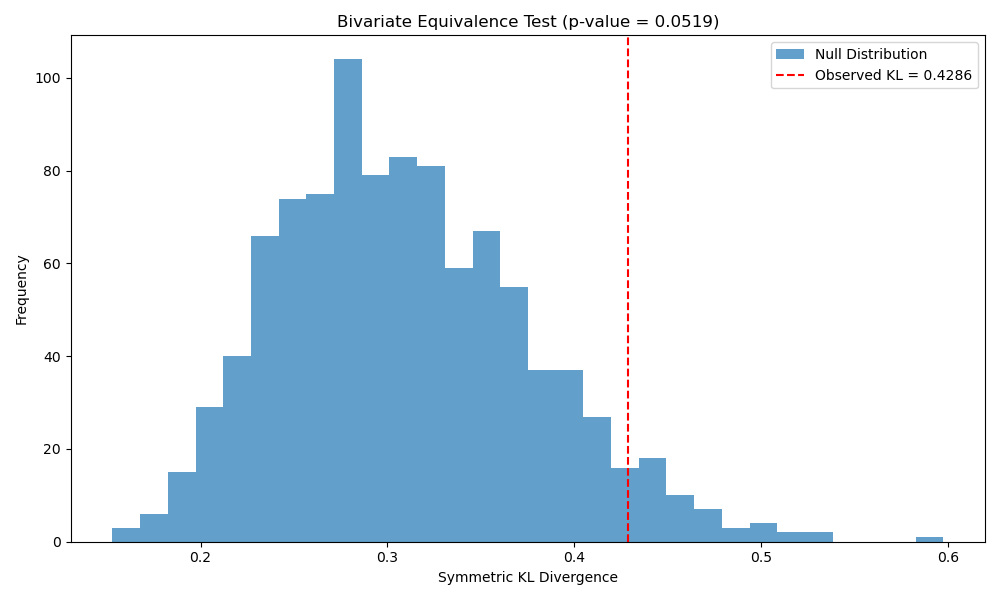 Bivariate Equivalence Test (p-value = 0.0519)
Null Distribution
Observed KL = 0.4286
Frequency
100
80
60
40
20
0
0.2 0.3 0.4 0.5 0.6
Symmetric KL Divergence